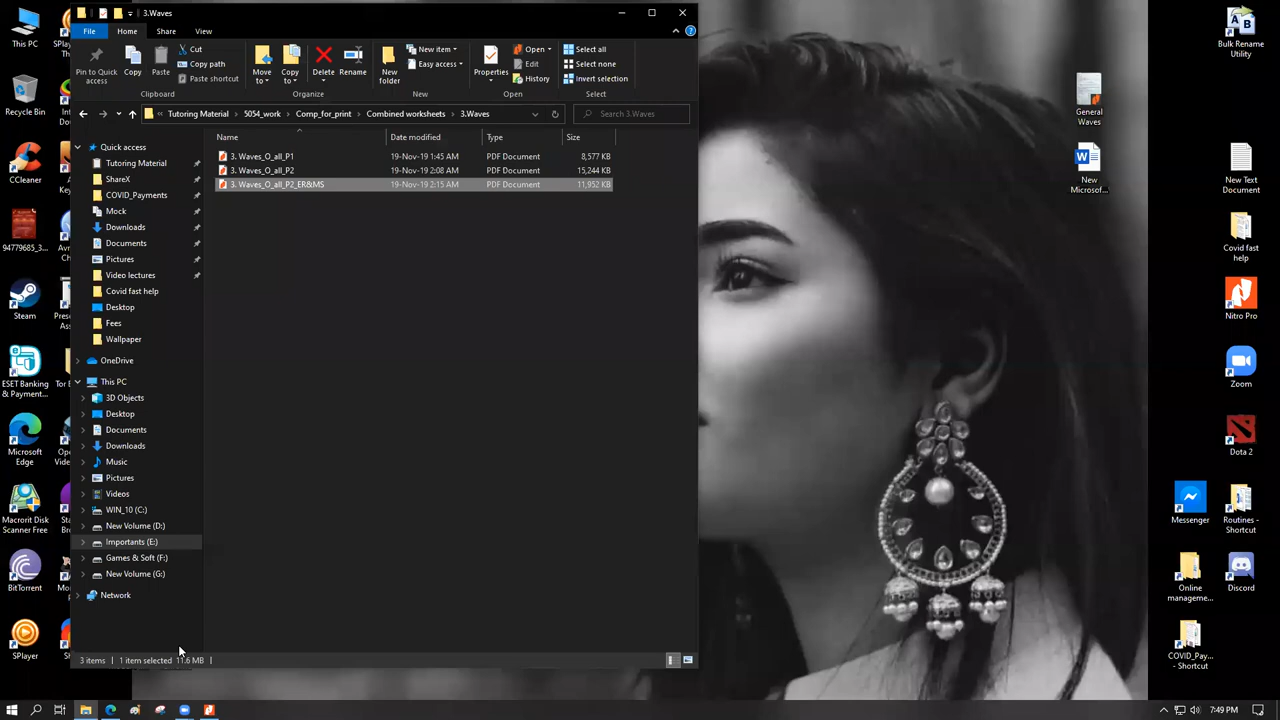 3.Waves
File
Home
Share
View
Pin to Quick access
Copy
Paste
Cut
Copy path
Paste shortcut
Clipboard
Move to
Copy to
Delete
Rename
Organize
New folder
New item
Easy access
New
Properties
Open
Edit
History
Open
Select all
Select none
Invert selection
Select
Tutoring Material
5054_work
Comp_for_print
Combined worksheets
3.Waves
Search 3.Waves
Name
Date modified
Type
Size
3. Waves_O_all_P1 19-Nov-19 1:45 AM PDF Document 8,577 KB
3. Waves_O_all_P2 19-Nov-19 2:08 AM PDF Document 15,244 KB
3. Waves_O_all_P2_ER&MS 19-Nov-19 2:15 AM PDF Document 11,952 KB
Quick access
Tutoring Material
ShareX
COVID_Payments
Mock
Downloads
Documents
Pictures
Video lectures
Covid fast help
Desktop
Fees
Wallpaper
OneDrive
This PC
3D Objects
Desktop
Documents
Downloads
Music
Pictures
Videos
WIN_10 (C:)
New Volume (D:)
Importants (E:)
Games & Soft (F:)
New Volume (G:)
Network
3 items
1 item selected 11.6 MB
This PC
Recycle Bin
CCleaner
94779685_3...
Steam
ESET Banking
& Payment...
Microsoft
Edge
Macrorit Disk
Scanner Free
BitTorrent
SPlayer
General
Waves
New
Microsof...
Bulk Rename
Utility
New Text
Document
Covid fast
help
Nitro Pro
Zoom
Dota 2
Messenger
Routines -
Shortcut
Online
manageme...
Discord
COVID_Pay...
- Shortcut
7:49 PM